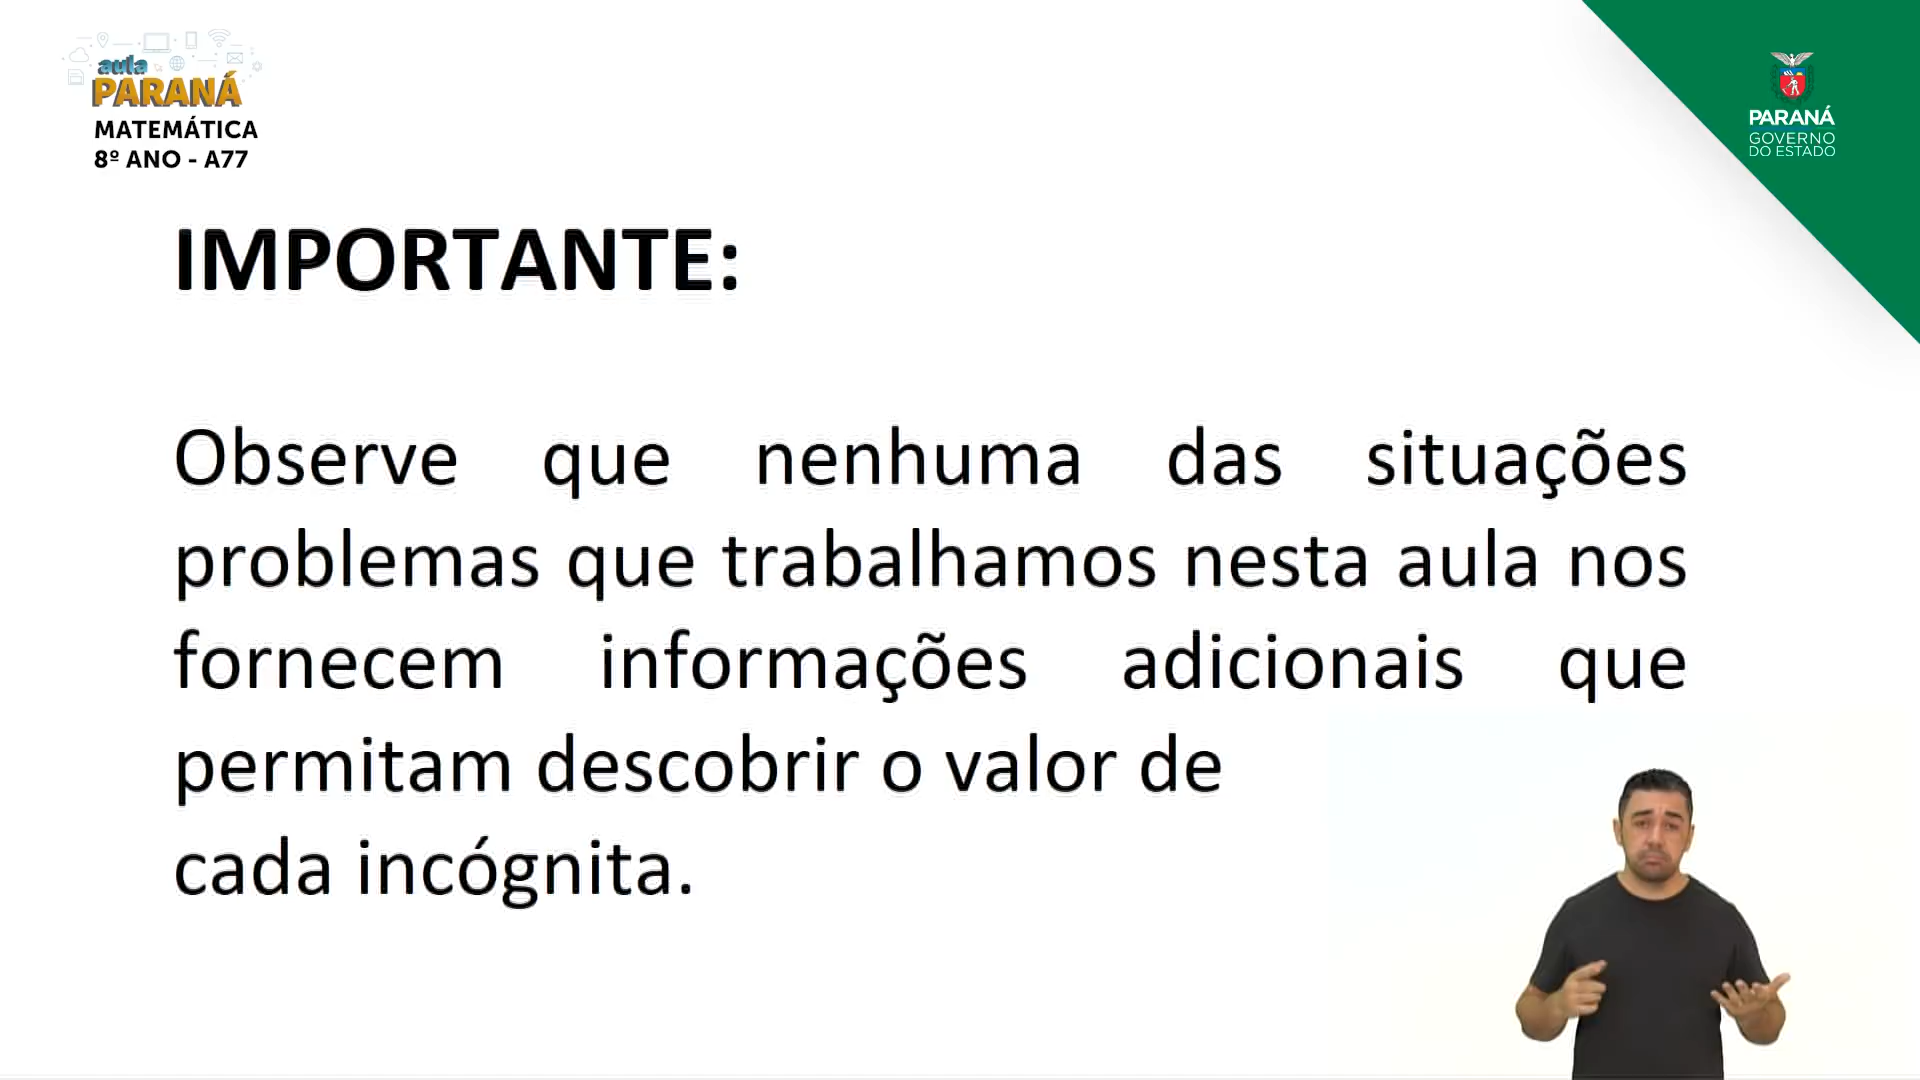 aula
PARANÁ
MATEMÁTICA
8º ANO - A77
PARANÁ
GOVERNO
DO ESTADO
IMPORTANTE:
Observe que nenhuma das situações
problemas que trabalhamos nesta aula nos
fornecem informações adicionais que
permitam descobrir o valor de
cada incógnita.